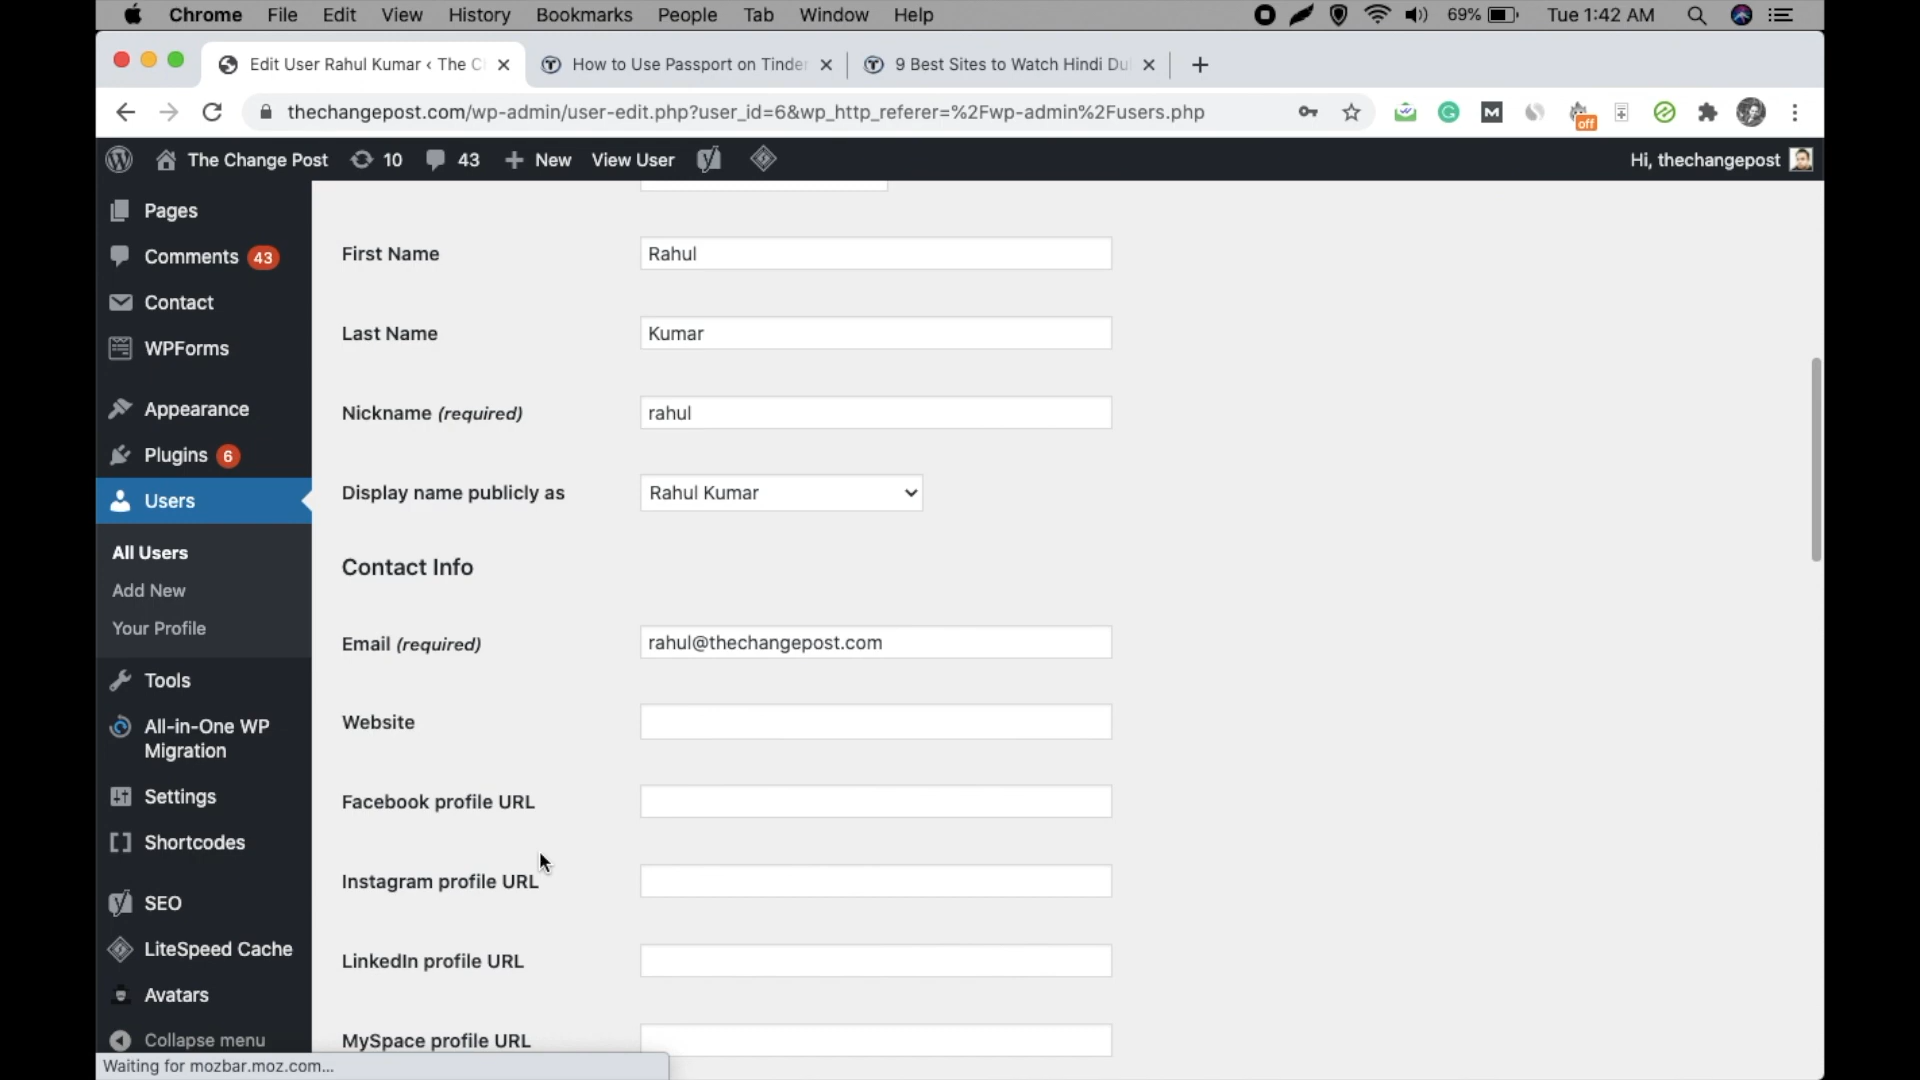 Chrome File Edit View History Bookmarks People Tab Window Help 69% Tue 1:42 AM
Edit User Rahul Kumar ‹ The C How to Use Passport on Tinder 9 Best Sites to Watch Hindi Du
thechangepost.com/wp-admin/user-edit.php?user_id=6&wp_http_referer=%2Fwp-admin%2Fusers.php off
The Change Post 10 43 New View User Hi, thechangepost
Pages
Comments 43
Contact
WPForms
Appearance
Plugins 6
Users
All Users
Add New
Your Profile
Tools
All-in-One WP
Migration
Settings
Shortcodes
SEO
LiteSpeed Cache
Avatars
Collapse menu
First Name Rahul
Last Name Kumar
Nickname (required) rahul
Display name publicly as Rahul Kumar
Contact Info
Email (required) rahul@thechangepost.com
Website
Facebook profile URL
Instagram profile URL
LinkedIn profile URL
MySpace profile URL
Waiting for mozbar.moz.com...